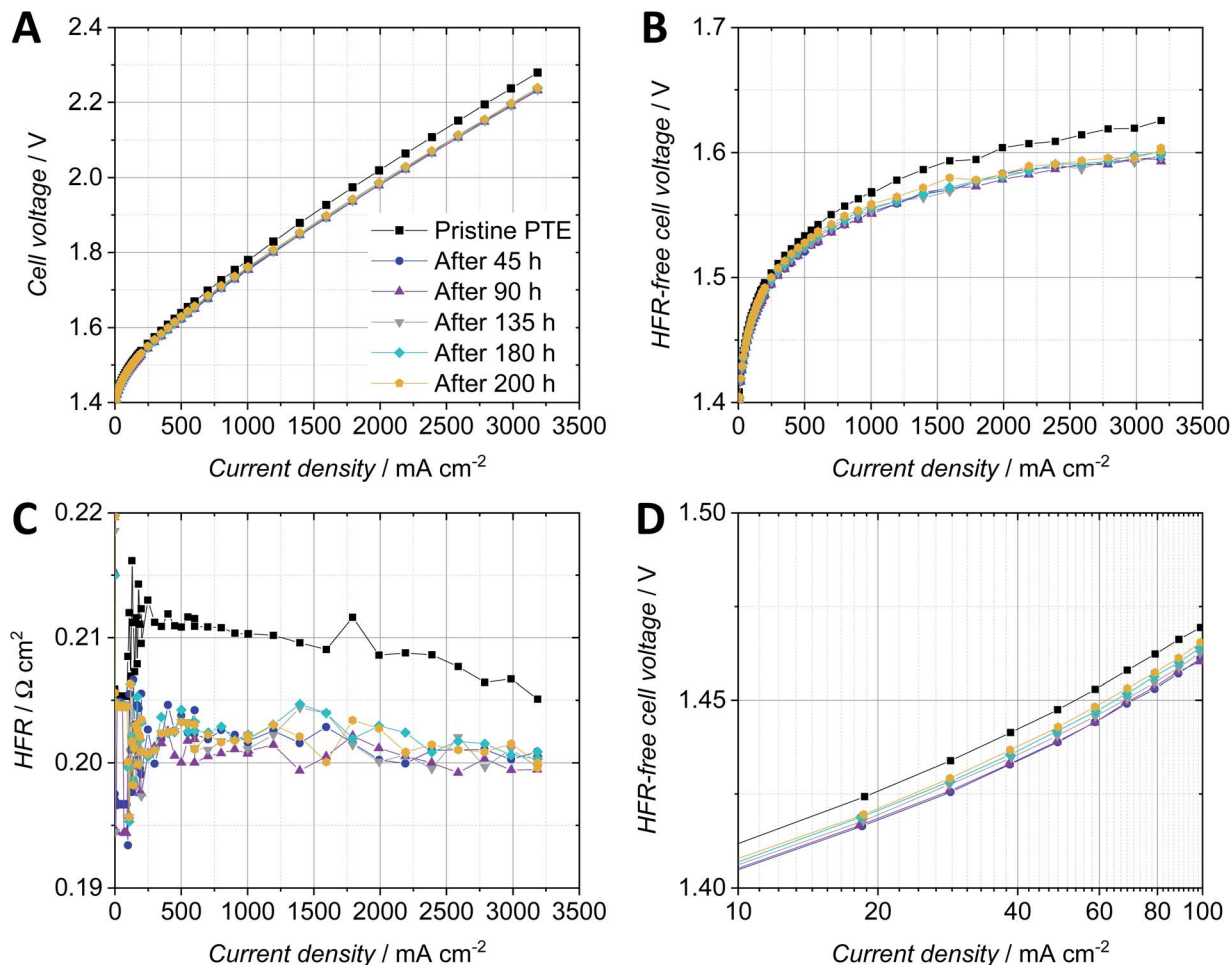 A
Cell voltage / V
2.4
2.2
2.0
1.8
1.6
1.4
0 500 1000 1500 2000 2500 3000 3500
Current density / mA cm-2
Pristine PTE
After 45 h
After 90 h
After 135 h
After 180 h
After 200 h
B
HFR-free cell voltage / V
1.7
1.6
1.5
1.4
0 500 1000 1500 2000 2500 3000 3500
Current density / mA cm-2
C
HFR / Ω cm2
0.22
0.21
0.20
0.19
0 500 1000 1500 2000 2500 3000 3500
Current density / mA cm-2
D
HFR-free cell voltage / V
1.50
1.45
1.40
10 20 40 60 80 100
Current density / mA cm-2